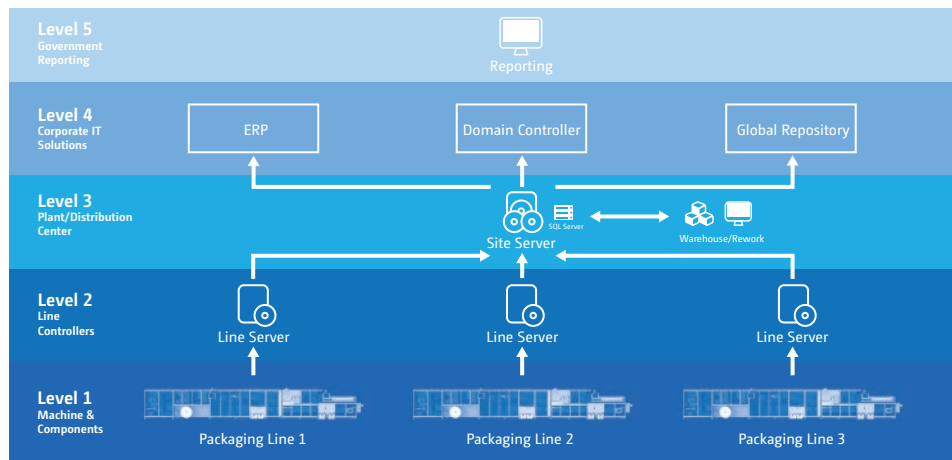 Level 5
Government
Reporting
Reporting
Level 4
Corporate IT
Solutions
ERP
Domain Controller
Global Repository
Level 3
Plant/Distribution
Center
SQL Server
Site Server
Warehouse/Rework
Level 2
Line
Controllers
Line Server
Line Server
Line Server
Level 1
Machine &
Components
Packaging Line 1
Packaging Line 2
Packaging Line 3